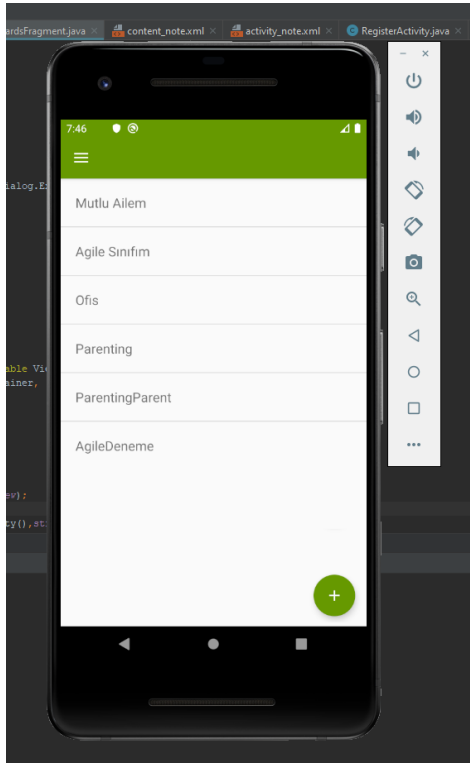 ardsFragment.java × content_note.xml × activity_note.xml × RegisterActivity.java ×
7:46
ialog.E
Mutlu Ailem
Agile Sınıfım
Ofis
Parenting
able Vi
ainer,
ParentingParent
AgileDeneme
ew);
ty(),st
+